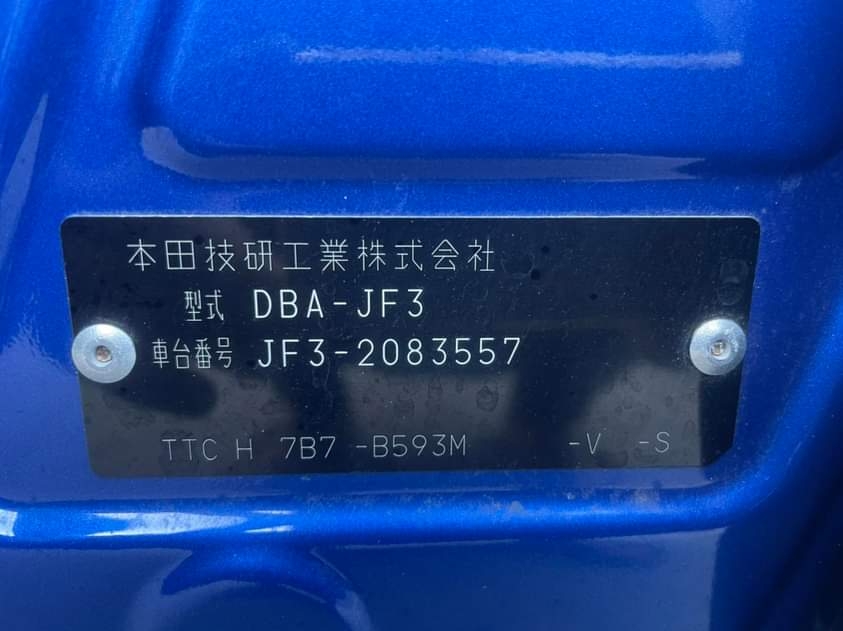 本田技研工業株式会社
型式 DBA-JF3
車台番号 JF3-2083557
TTC H 7B7 -B593M -V -S